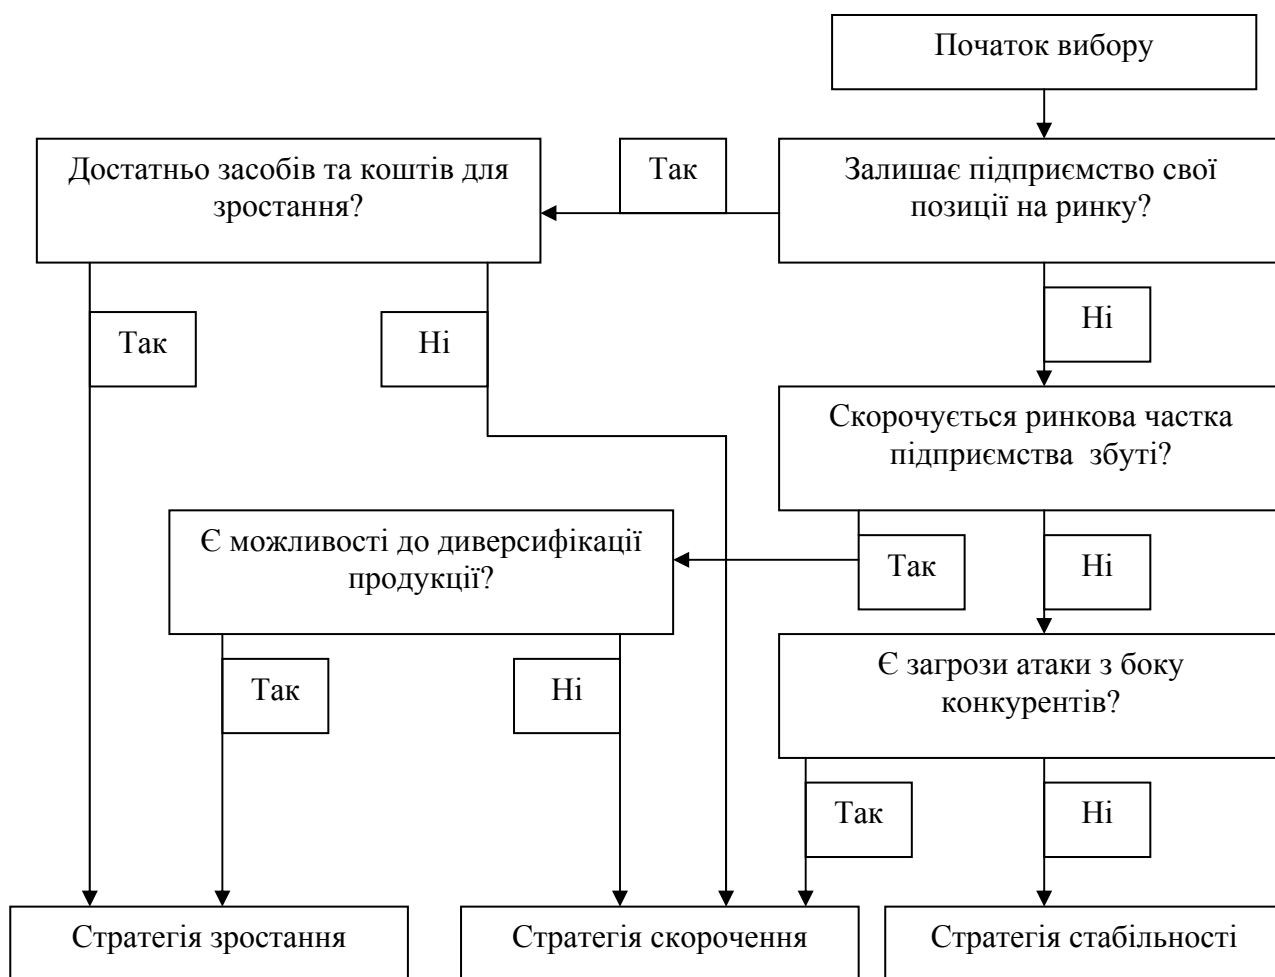 Початок вибору
Достатньо засобів та коштів для
зростання?
Так
Залишає підприємство свої
позиції на ринку?
Так
Ні
Ні
Скорочується ринкова частка
підприємства збуті?
Є можливості до диверсифікації
продукції?
Так
Ні
Так
Ні
Є загрози атаки з боку
конкурентів?
Так
Ні
Стратегія зростання
Стратегія скорочення
Стратегія стабільності